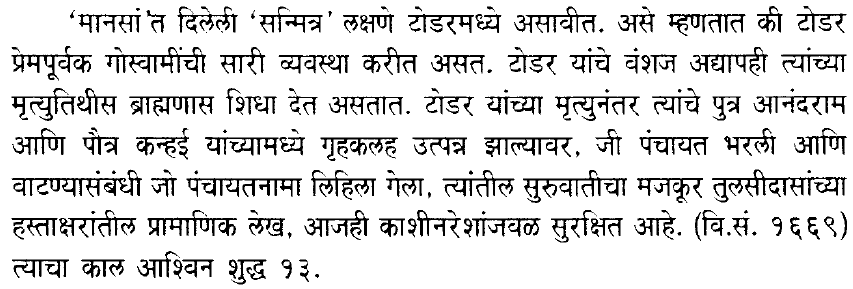 ‘मानसां’त दिलेली ‘सन्मित्र’ लक्षणे टोडरमध्ये असावीत. असे म्हणतात की टोडर
प्रेमपूर्वक गोस्वामींची सारी व्यवस्था करीत असत. टोडर यांचे वंशज अद्यापही त्यांच्या
मृत्युतिथीस ब्राह्मणास शिधा देत असतात. टोडर यांच्या मृत्युनंतर त्यांचे पुत्र आनंदराम
आणि पौत्र कन्हई यांच्यामध्ये गृहकलह उत्पन्न झाल्यावर, जी पंचायत भरली आणि
वाटण्यासंबंधी जो पंचायतनामा लिहिला गेला, त्यांतील सुरुवातीचा मजकूर तुलसीदासांच्या
हस्ताक्षरांतील प्रामाणिक लेख, आजही काशीनरेशांजवळ सुरक्षित आहे. (वि.सं. १६६९)
त्याचा काल आश्विन शुद्ध १३.